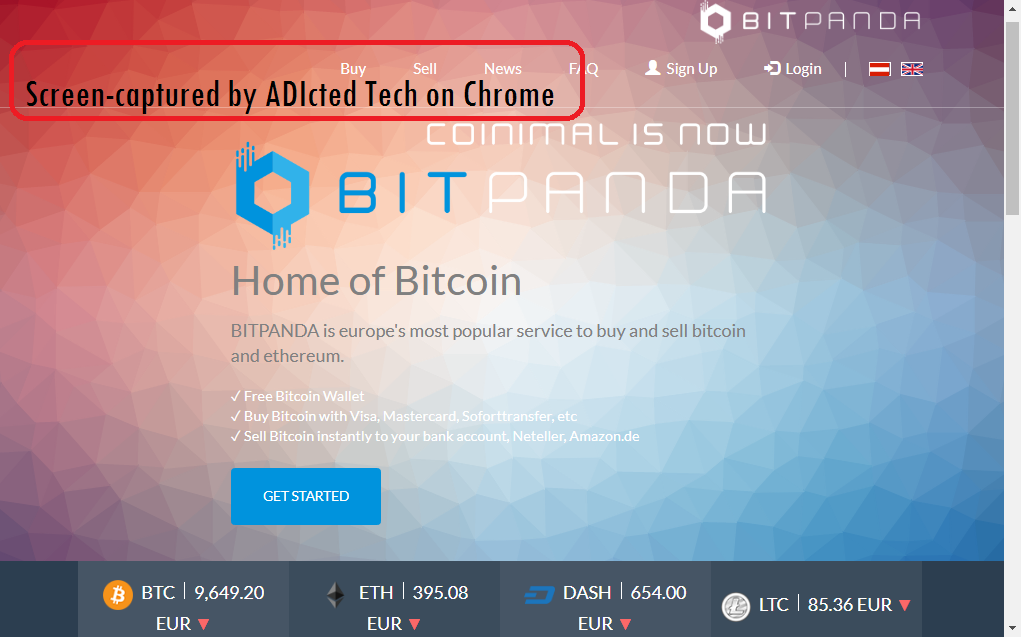 BITPANDA
Buy Sell News FAQ Sign Up Login |
Screen-captured by ADIcted Tech on Chrome
COINIMAL IS NOW
BIT PANDA
Home of Bitcoin
BITPANDA is europe's most popular service to buy and sell bitcoin
and ethereum.
✓ Free Bitcoin Wallet
✓ Buy Bitcoin with Visa, Mastercard, Soforttransfer, etc
✓ Sell Bitcoin instantly to your bank account, Neteller, Amazon.de
GET STARTED
BTC | 9,649.20
EUR ▼
ETH | 395.08
EUR ▼
DASH | 654.00
EUR ▼
LTC | 85.36 EUR ▼